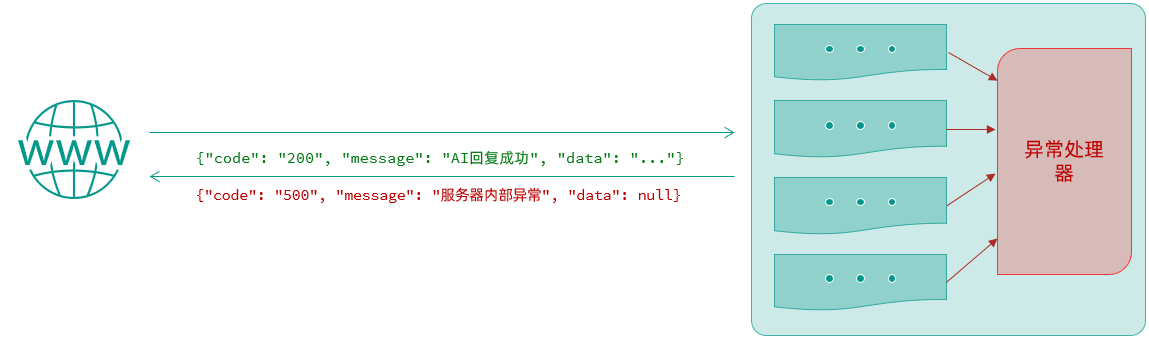 WWW
{"code": "200", "message": "AI回复成功", "data": "..."}
{"code": "500", "message": "服务器内部异常", "data": null}
异常处理
器